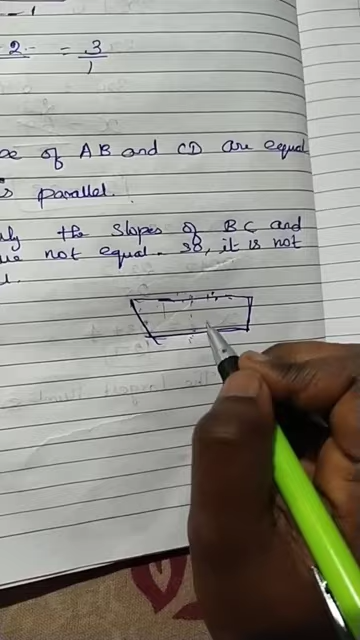 2 = 3
1
of AB and CD are equal
is parallel.
the slopes of BC and
not equal. So, it is not